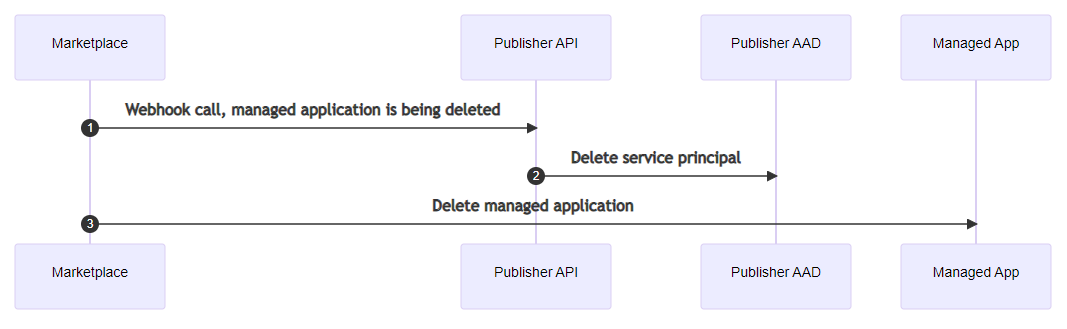 Marketplace
Publisher API
Publisher AAD
Managed App
Webhook call, managed application is being deleted
1
Delete service principal
2
Delete managed application
3
Marketplace
Publisher API
Publisher AAD
Managed App